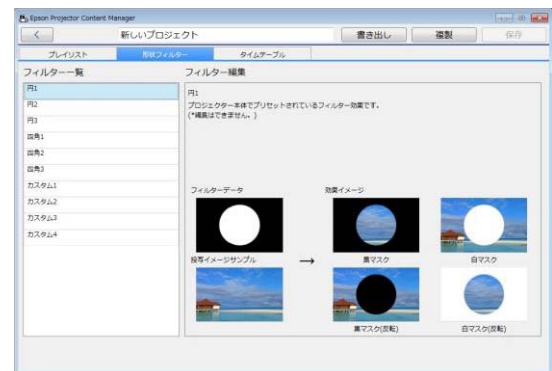 Epson Projector Content Manager
新しいプロジェクト
書き出し
複製
保存
プレイリスト
形状フィルター
タイムテーブル
フィルター一覧
フィルター編集
円1
円2
円3
四角1
四角2
四角3
カスタム1
カスタム2
カスタム3
カスタム4
円1
プロジェクター本体でプリセットされているフィルター効果です。
(*編集はできません。)
フィルターデータ
効果イメージ
投写イメージサンプル
→
黒マスク
白マスク
黒マスク(反転)
白マスク(反転)